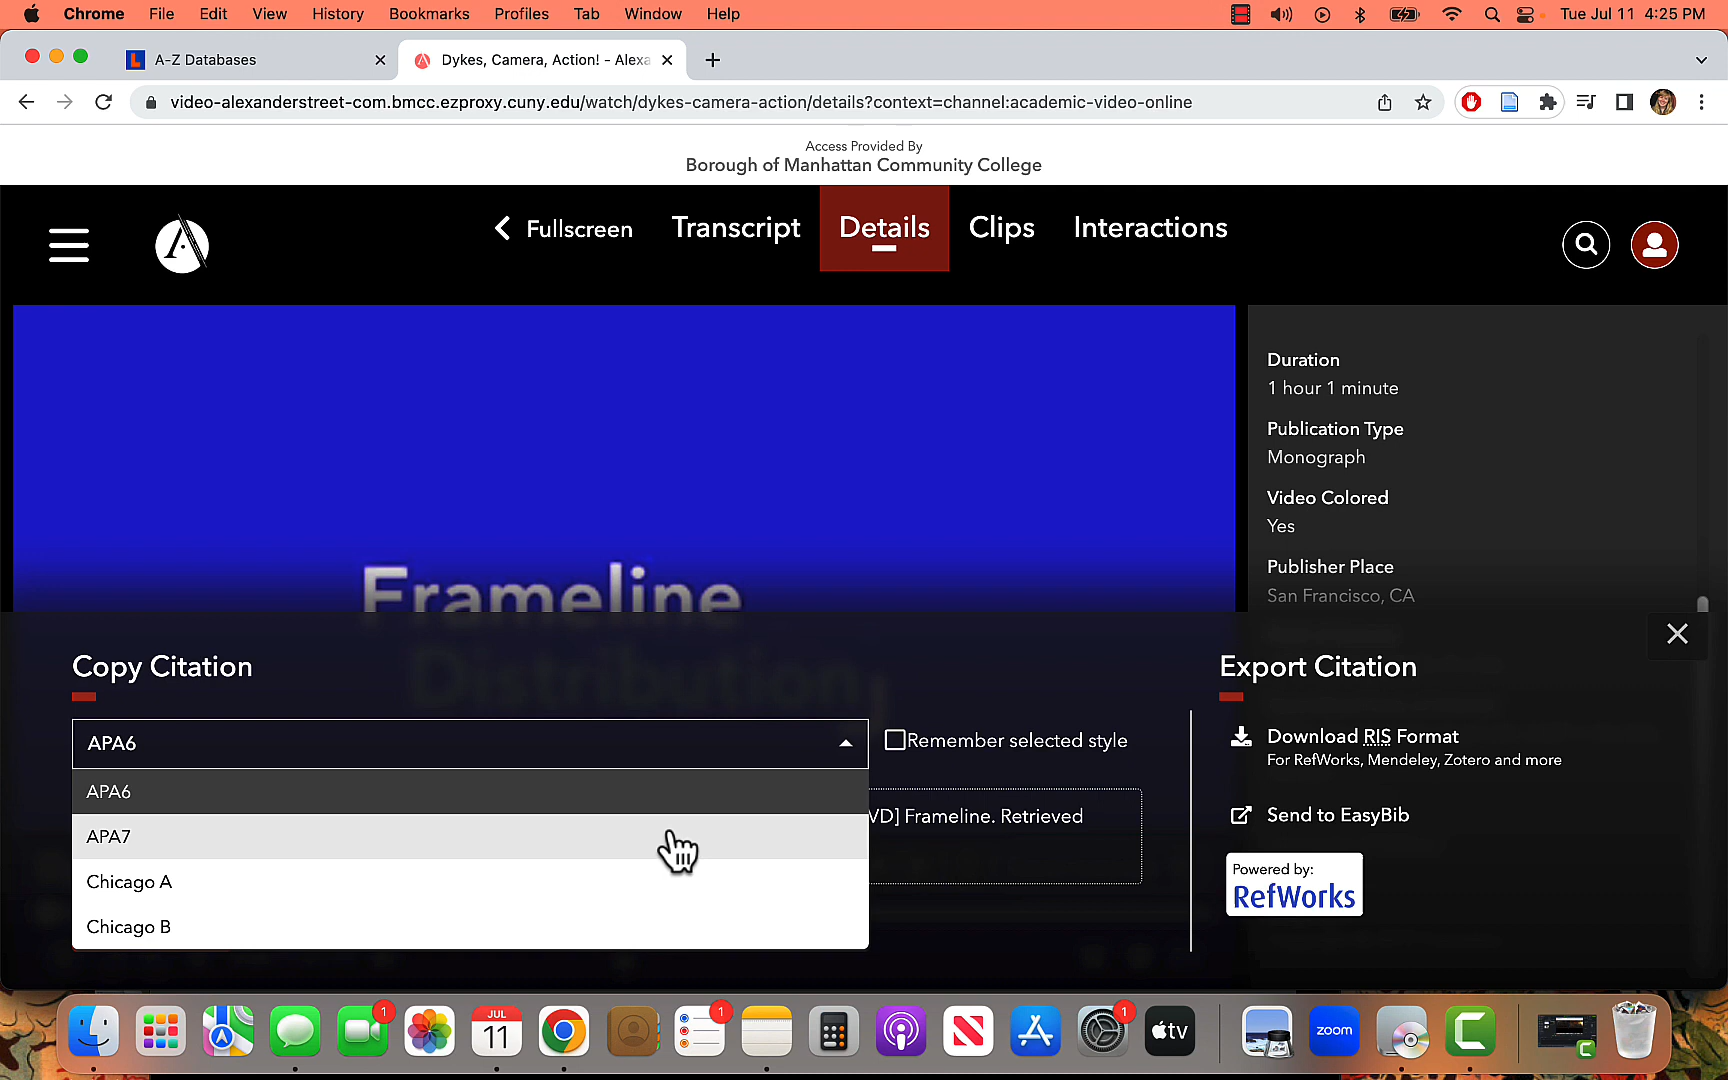 Chrome File Edit View History Bookmarks Profiles Tab Window Help Tue Jul 11 4:25 PM
A-Z Databases
Dykes, Camera, Action! - Alexa
video-alexanderstreet-com.bmcc.ezproxy.cuny.edu/watch/dykes-camera-action/details?context=channel:academic-video-online
Access Provided By
Borough of Manhattan Community College
Fullscreen Transcript Details Clips Interactions
Duration
1 hour 1 minute
Publication Type
Monograph
Video Colored
Yes
Publisher Place
San Francisco, CA
Frameline
Distribution
Copy Citation
APA6
Remember selected style
APA6
APA7
Chicago A
Chicago B
VD] Frameline. Retrieved
Export Citation
Download RIS Format
For RefWorks, Mendeley, Zotero and more
Send to EasyBib
Powered by:
RefWorks
1
JUL
11
1
1
tv
zoom